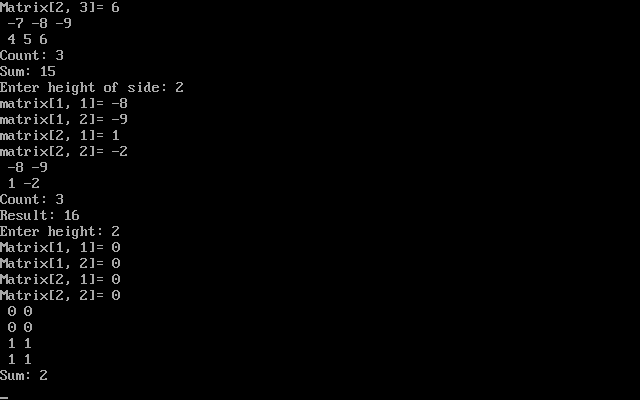 Matrix[2, 3]= 6
-7 -8 -9
4 5 6
Count: 3
Sum: 15
Enter height of side: 2
matrix[1, 1]= -8
matrix[1, 2]= -9
matrix[2, 1]= 1
matrix[2, 2]= -2
-8 -9
1 -2
Count: 3
Result: 16
Enter height: 2
Matrix[1, 1]= 0
Matrix[1, 2]= 0
Matrix[2, 1]= 0
Matrix[2, 2]= 0
0 0
0 0
1 1
1 1
Sum: 2